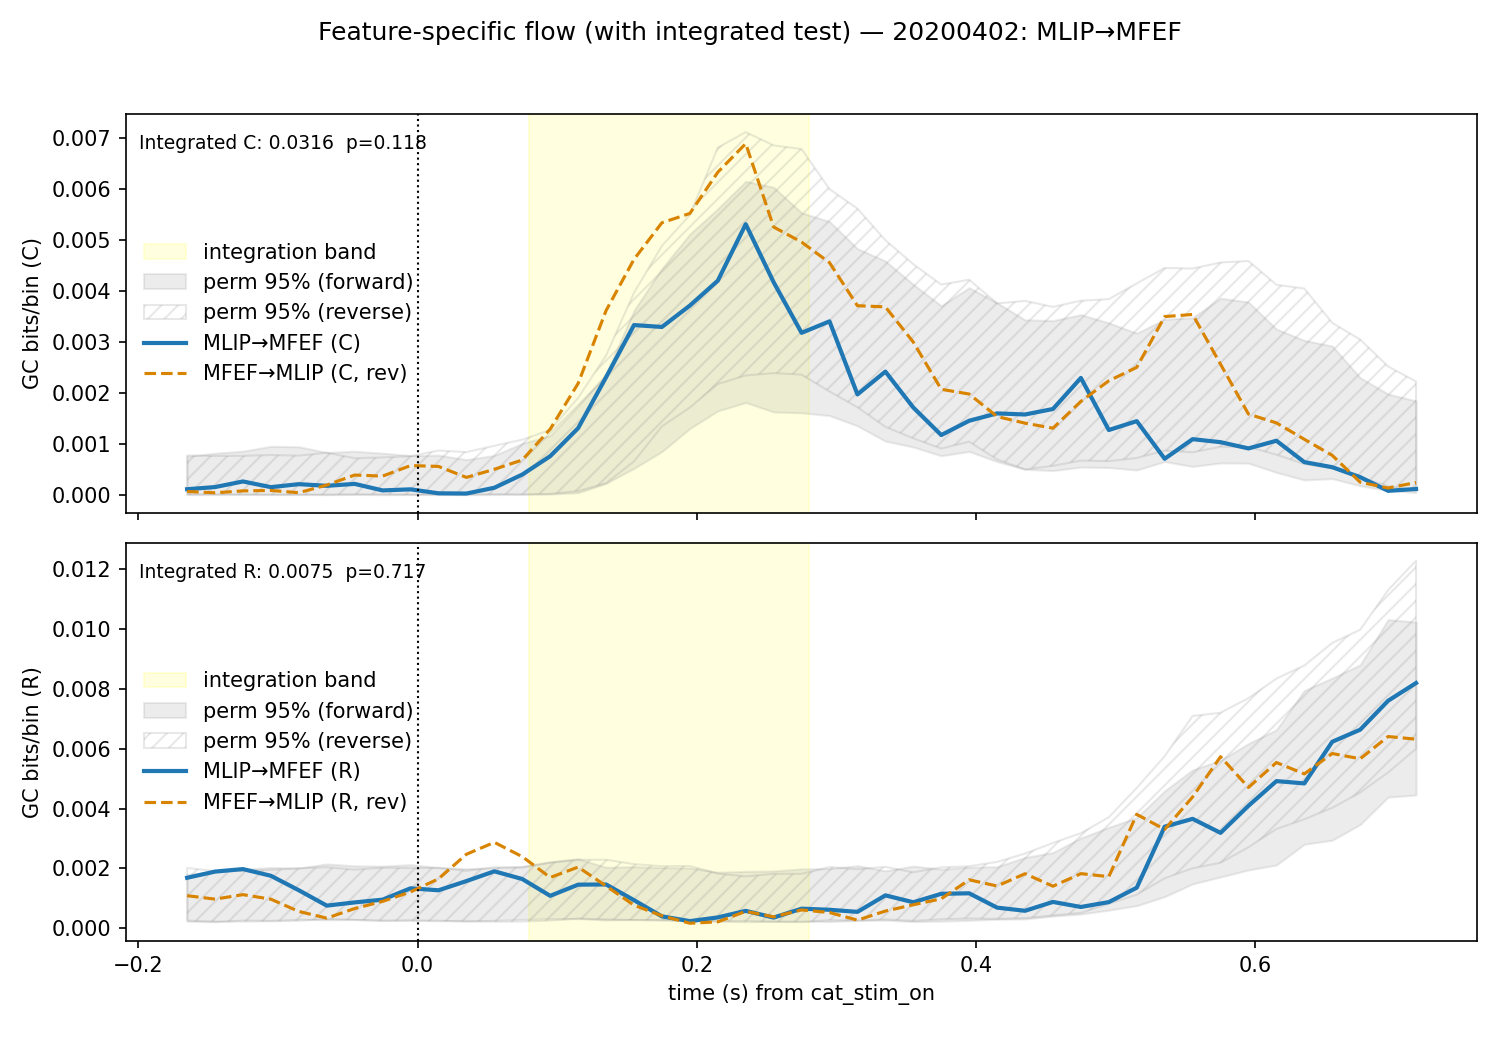 Feature-specific flow (with integrated test) — 20200402: MLIP→MFEF
Integrated C: 0.0316  p=0.118
GC bits/bin (C)
0.007
0.006
0.005
0.004
0.003
0.002
0.001
0.000
integration band
perm 95% (forward)
perm 95% (reverse)
MLIP→MFEF (C)
MFEF→MLIP (C, rev)
Integrated R: 0.0075  p=0.717
GC bits/bin (R)
0.012
0.010
0.008
0.006
0.004
0.002
0.000
integration band
perm 95% (forward)
perm 95% (reverse)
MLIP→MFEF (R)
MFEF→MLIP (R, rev)
−0.2 0.0 0.2 0.4 0.6
time (s) from cat_stim_on